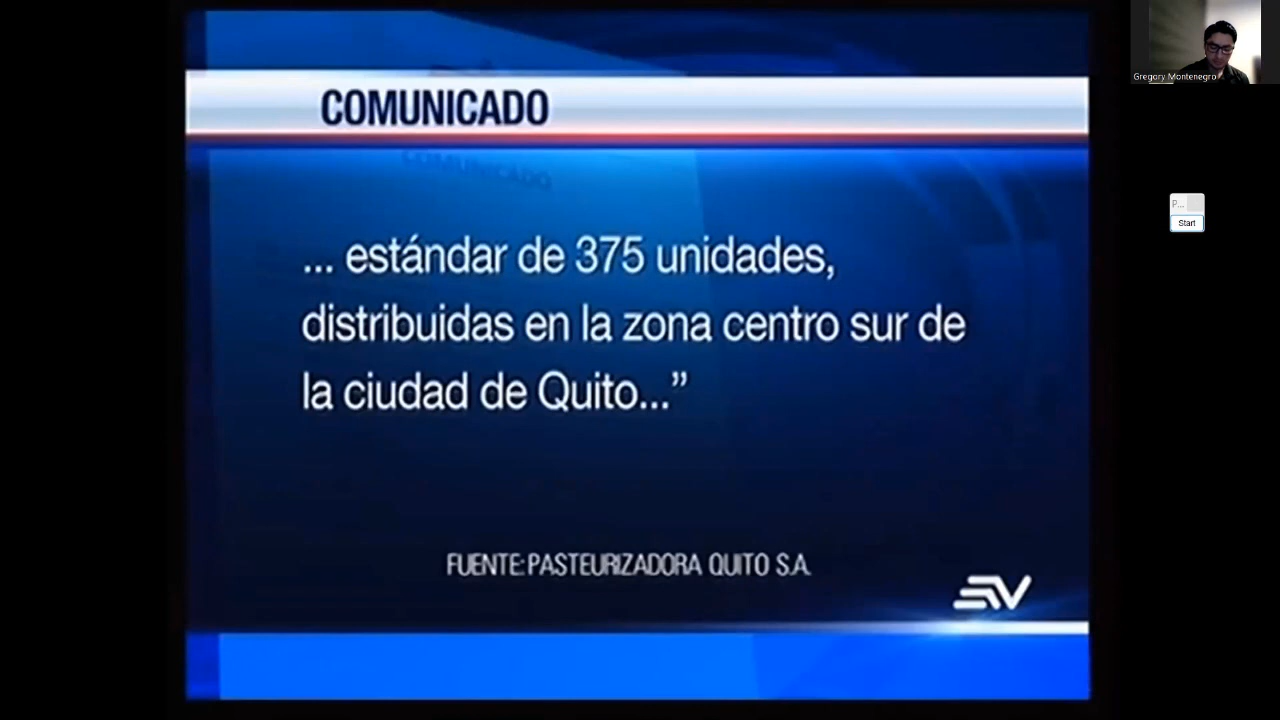 COMUNICADO
... estándar de 375 unidades,
distribuidas en la zona centro sur de
la ciudad de Quito...”
FUENTE:PASTEURIZADORA QUITO S.A.
Gregory Montenegro
P...
Start